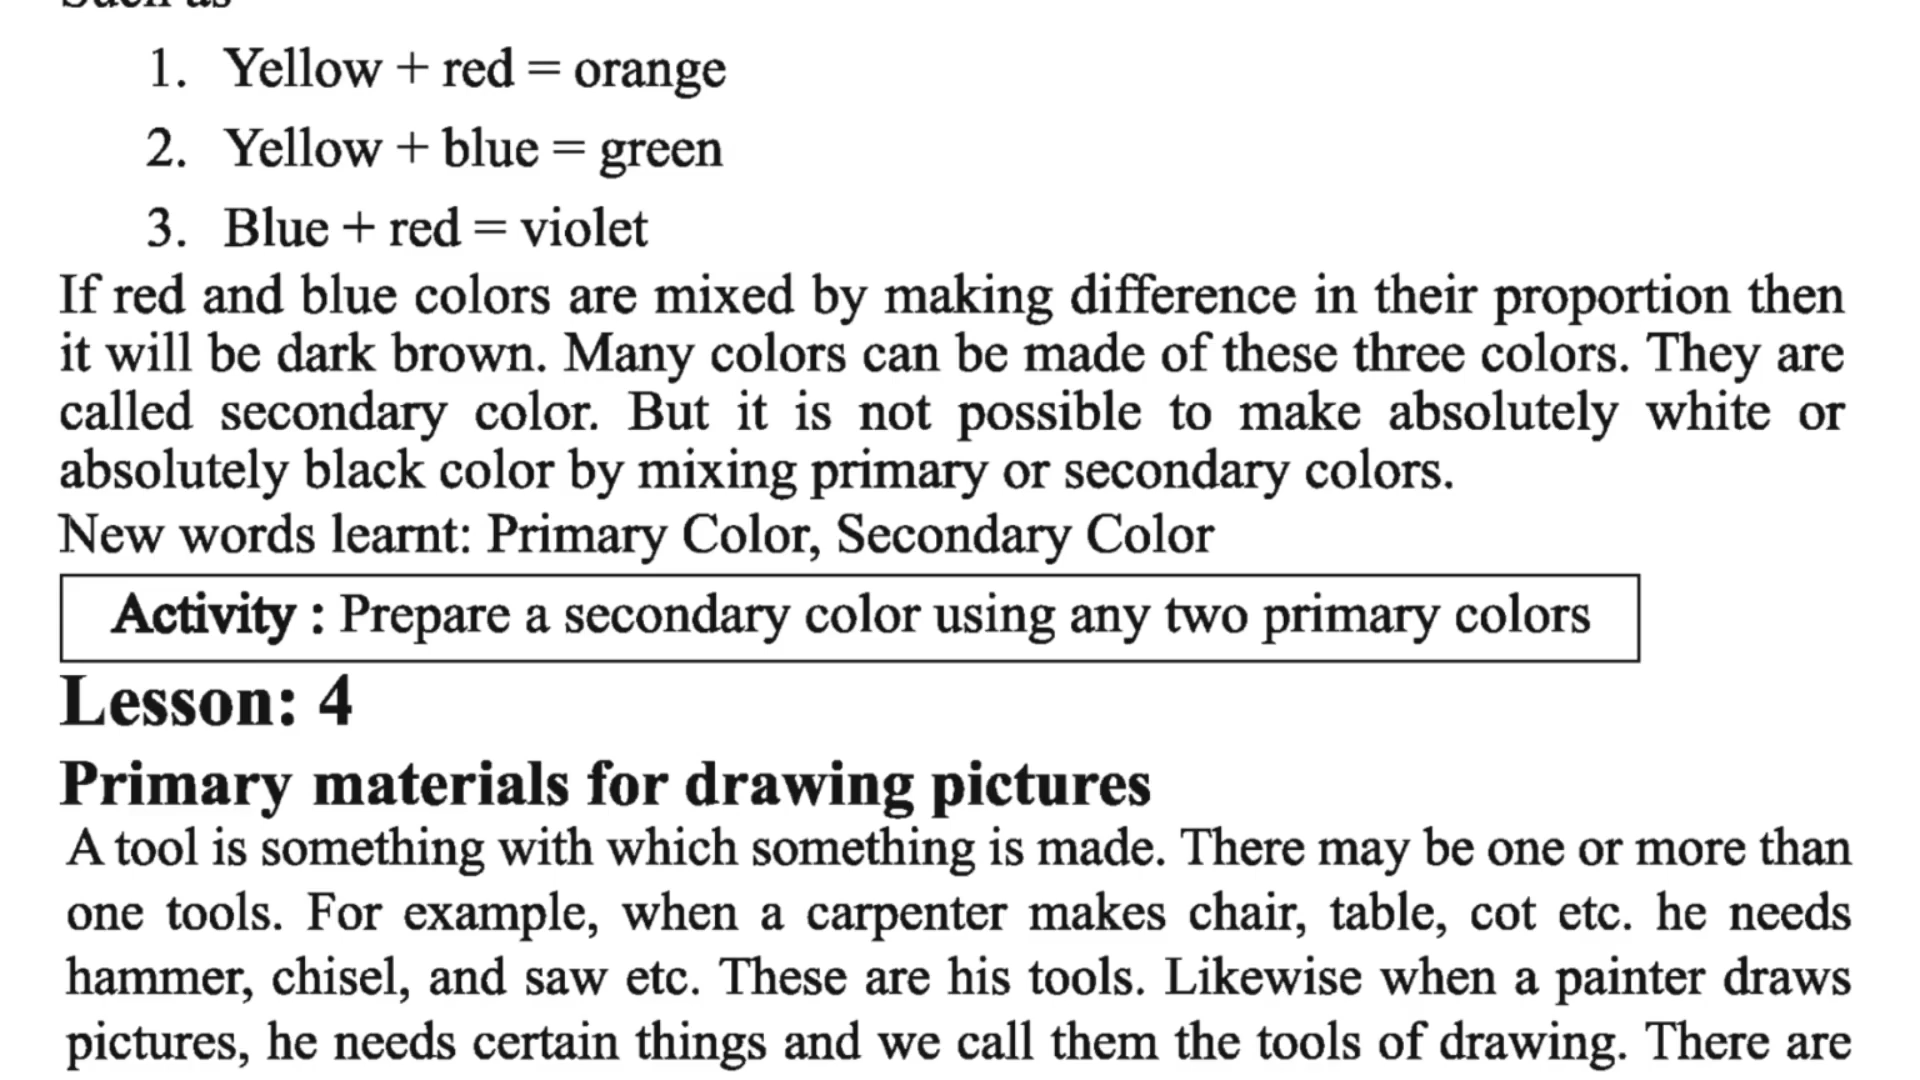 Such as
1. Yellow + red = orange
2. Yellow + blue = green
3. Blue + red = violet
If red and blue colors are mixed by making difference in their proportion then
it will be dark brown. Many colors can be made of these three colors. They are
called secondary color. But it is not possible to make absolutely white or
absolutely black color by mixing primary or secondary colors.
New words learnt: Primary Color, Secondary Color
Activity : Prepare a secondary color using any two primary colors
Lesson: 4
Primary materials for drawing pictures
A tool is something with which something is made. There may be one or more than
one tools. For example, when a carpenter makes chair, table, cot etc. he needs
hammer, chisel, and saw etc. These are his tools. Likewise when a painter draws
pictures, he needs certain things and we call them the tools of drawing. There are